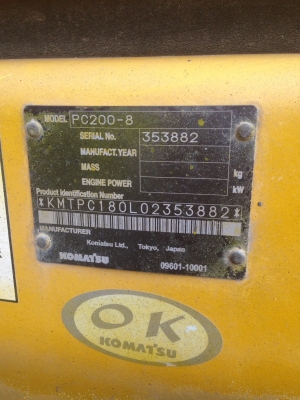 MODEL PC200-8
SERIAL No. 353882
MANUFACT.YEAR
MASS kg
ENGINE POWER kW
Product Identification Number
*KMTPC180L02353882*
MANUFACTURER
Komatsu Ltd., Tokyo, Japan
KOMATSU
09601-10001
OK
KOMATSU